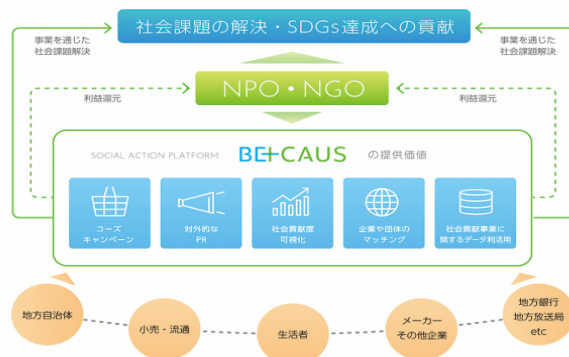 社会課題の解決・SDGs達成への貢献
事業を通じた
社会課題解決
事業を通じた
社会課題解決
NPO・NGO
利益還元
利益還元
SOCIAL ACTION PLATFORM BE+CAUS の提供価値
コーズ
キャンペーン
対外的な
PR
社会貢献度
可視化
企業や団体の
マッチング
社会貢献事業に
関するデータ利活用
地方自治体
小売・流通
生活者
メーカー
その他企業
地方銀行
地方放送局
etc